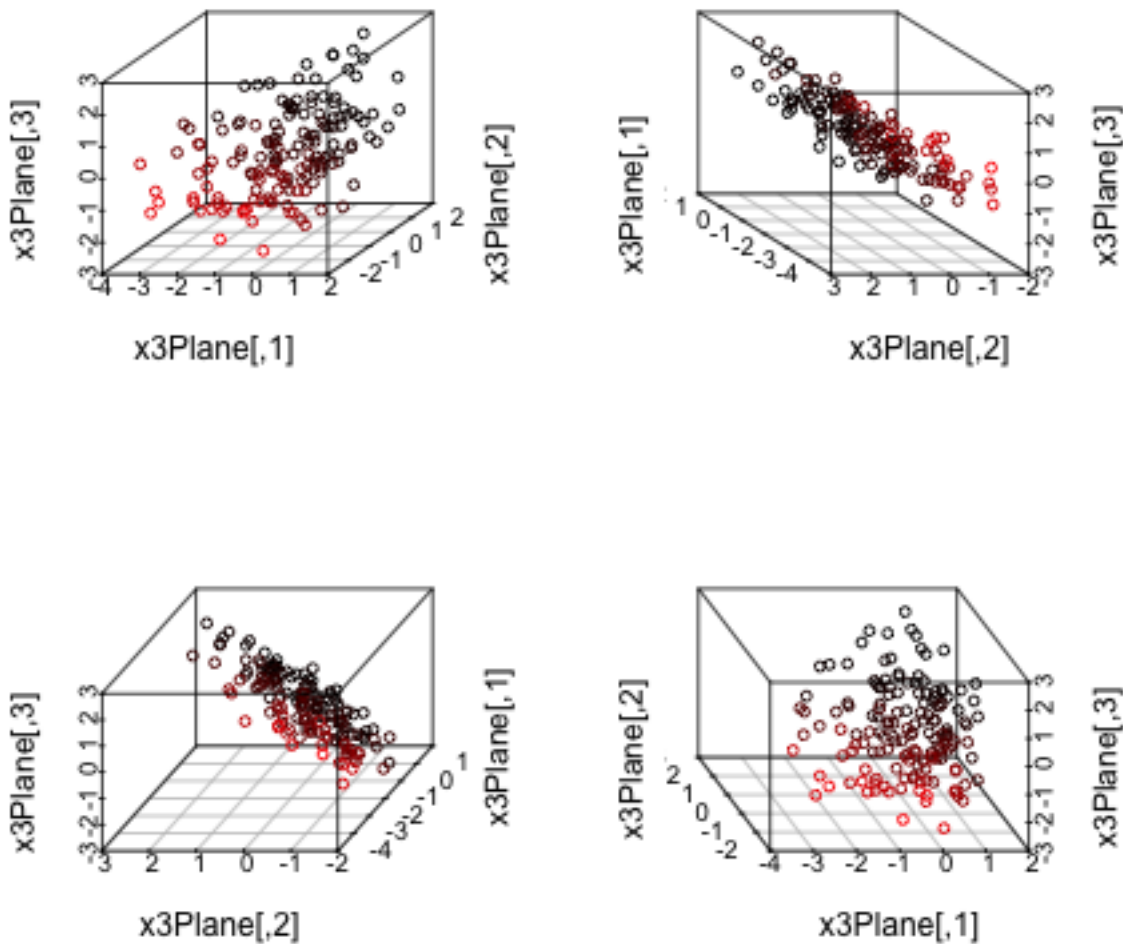 x3Plane[,3]
3
2
1
0
-1
-2
-3
-4 -3 -2 -1 0 1 2
x3Plane[,1]
-2 -1 0 1 2
x3Plane[,2]
x3Plane[,1]
1 0 -1 -2 -3 -4
3 2 1 0 -1 -2
x3Plane[,2]
3
2
1
0
-1
-2
-3
x3Plane[,3]
x3Plane[,3]
3
2
1
0
-1
-2
-3
3 2 1 0 -1 -2
x3Plane[,2]
-4 -3 -2 -1 0 1
x3Plane[,1]
x3Plane[,2]
2 1 0 -1 -2
-4 -3 -2 -1 0 1 2
x3Plane[,1]
3
2
1
0
-1
-2
-3
x3Plane[,3]